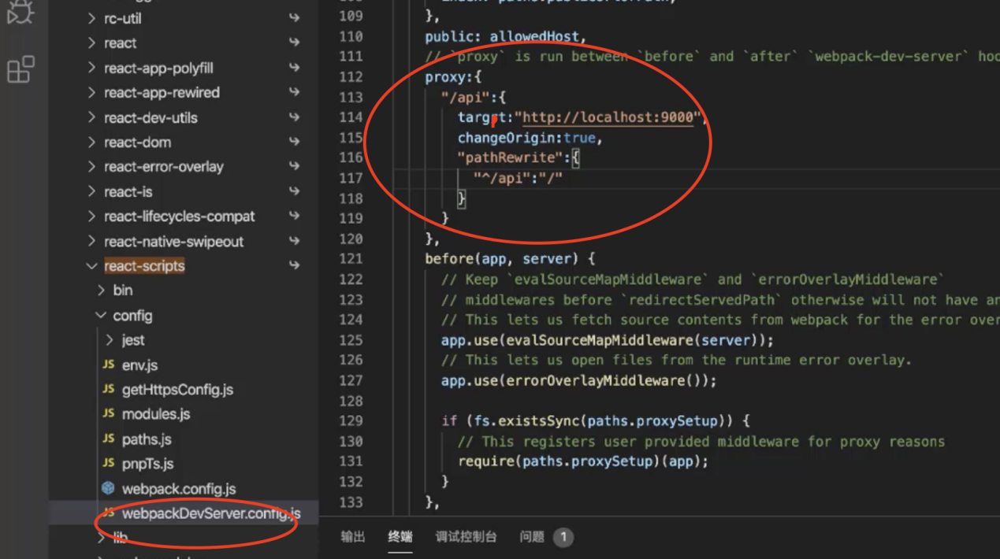 rc-util
react
react-app-polyfill
react-app-rewired
react-dev-utils
react-dom
react-error-overlay
react-is
react-lifecycles-compat
react-native-swipeout
react-scripts
bin
config
jest
JS env.js
JS getHttpsConfig.js
JS modules.js
JS paths.js
JS pnpTs.js
webpack.config.js
JS webpackDevServer.config.js
lib
109 },
110 public: allowedHost,
111 // `proxy` is run between `before` and `after` `webpack-dev-server` hoo
112 proxy:{
113 "/api":{
114 target:"http://localhost:9000",
115 changeOrigin:true,
116 "pathRewrite":{
117 "^/api":"/"
118 }
119 }
120 },
121 before(app, server) {
122 // Keep `evalSourceMapMiddleware` and `errorOverlayMiddleware`
123 // middlewares before `redirectServedPath` otherwise will not have an
124 // This lets us fetch source contents from webpack for the error over
125 app.use(evalSourceMapMiddleware(server));
126 // This lets us open files from the runtime error overlay.
127 app.use(errorOverlayMiddleware());
128
129 if (fs.existsSync(paths.proxySetup)) {
130 // This registers user provided middleware for proxy reasons
131 require(paths.proxySetup)(app);
132 }
133 },
输出 终端 调试控制台 问题 1